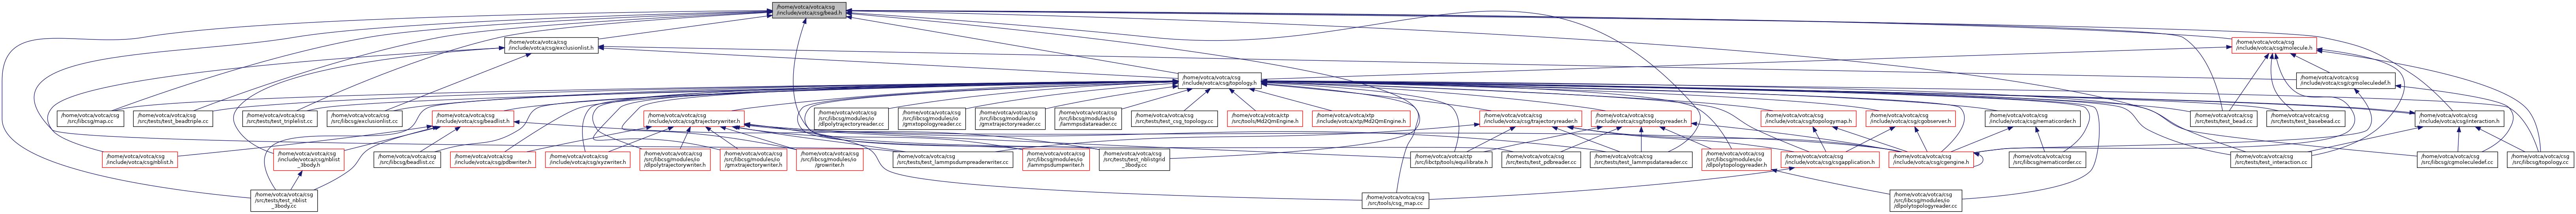 /home/votca/votca/csg
/include/votca/csg/bead.h
/home/votca/votca/csg
/include/votca/csg/exclusionlist.h
/home/votca/votca/csg
/include/votca/csg/molecule.h
/home/votca/votca/csg
/include/votca/csg/topology.h
/home/votca/votca/csg
/include/votca/csg/cgmoleculedef.h
/home/votca/votca/csg
/src/libcsg/map.cc
/home/votca/votca/csg
/src/tests/test_beadtriple.cc
/home/votca/votca/csg
/src/tests/test_triplelist.cc
/home/votca/votca/csg
/src/libcsg/exclusionlist.cc
/home/votca/votca/csg
/include/votca/csg/beadlist.h
/home/votca/votca/csg
/include/votca/csg/trajectorywriter.h
/home/votca/votca/csg
/src/libcsg/modules/io
/dlpolytrajectoryreader.cc
/home/votca/votca/csg
/src/libcsg/modules/io
/gmxtopologyreader.cc
/home/votca/votca/csg
/src/libcsg/modules/io
/gmxtrajectoryreader.cc
/home/votca/votca/csg
/src/libcsg/modules/io
/lammpsdatareader.cc
/home/votca/votca/csg
/src/tests/test_csg_topology.cc
/home/votca/votca/ctp
/src/tools/Md2QmEngine.h
/home/votca/votca/xtp
/include/votca/xtp/Md2QmEngine.h
/home/votca/votca/csg
/include/votca/csg/trajectoryreader.h
/home/votca/votca/csg
/include/votca/csg/topologyreader.h
/home/votca/votca/csg
/include/votca/csg/topologymap.h
/home/votca/votca/csg
/include/votca/csg/cgobserver.h
/home/votca/votca/csg
/include/votca/csg/nematicorder.h
/home/votca/votca/csg
/src/tests/test_bead.cc
/home/votca/votca/csg
/src/tests/test_basebead.cc
/home/votca/votca/csg
/include/votca/csg/interaction.h
/home/votca/votca/csg
/include/votca/csg/nblist.h
/home/votca/votca/csg
/include/votca/csg/nblist
_3body.h
/home/votca/votca/csg
/src/libcsg/beadlist.cc
/home/votca/votca/csg
/include/votca/csg/pdbwriter.h
/home/votca/votca/csg
/include/votca/csg/xyzwriter.h
/home/votca/votca/csg
/src/libcsg/modules/io
/dlpolytrajectorywriter.h
/home/votca/votca/csg
/src/libcsg/modules/io
/gmxtrajectorywriter.h
/home/votca/votca/csg
/src/libcsg/modules/io
/growriter.h
/home/votca/votca/csg
/src/tests/test_lammpsdumpreaderwriter.cc
/home/votca/votca/csg
/src/libcsg/modules/io
/lammpsdumpwriter.h
/home/votca/votca/csg
/src/tests/test_nblistgrid
_3body.cc
/home/votca/votca/ctp
/src/libctp/tools/equilibrate.h
/home/votca/votca/csg
/src/tests/test_pdbreader.cc
/home/votca/votca/csg
/src/tests/test_lammpsdatareader.cc
/home/votca/votca/csg
/src/libcsg/modules/io
/dlpolytopologyreader.h
/home/votca/votca/csg
/include/votca/csg/csgapplication.h
/home/votca/votca/csg
/include/votca/csg/cgengine.h
/home/votca/votca/csg
/src/libcsg/nematicorder.cc
/home/votca/votca/csg
/src/tests/test_interaction.cc
/home/votca/votca/csg
/src/libcsg/cgmoleculedef.cc
/home/votca/votca/csg
/src/libcsg/topology.cc
/home/votca/votca/csg
/src/tests/test_nblist
_3body.cc
/home/votca/votca/csg
/src/tools/csg_map.cc
/home/votca/votca/csg
/src/libcsg/modules/io
/dlpolytopologyreader.cc